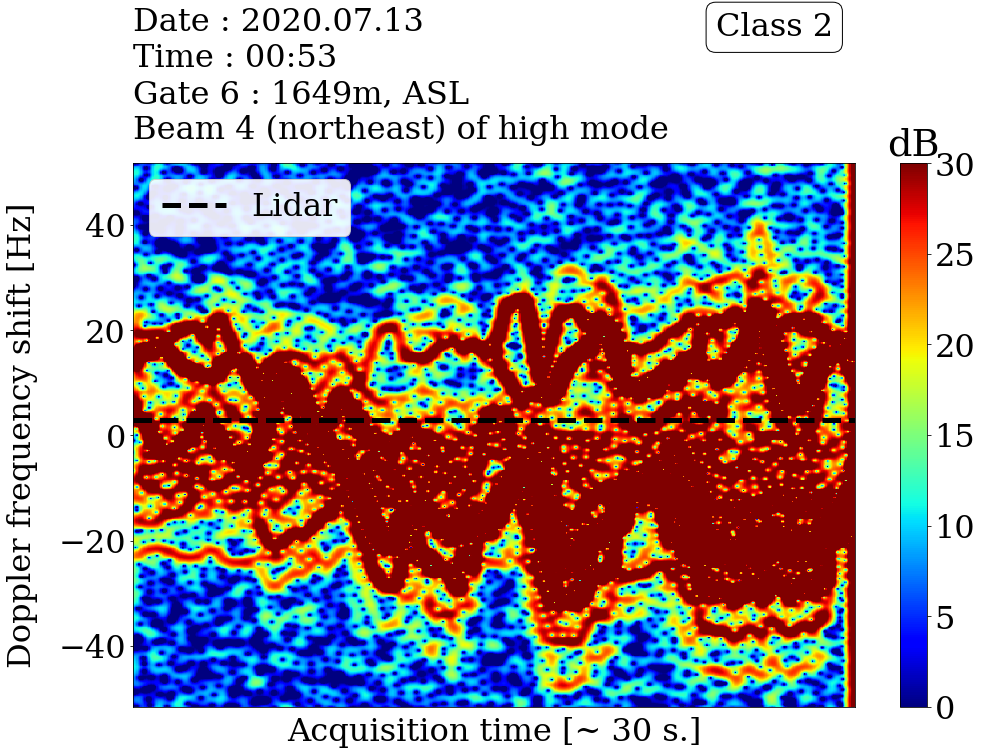 Date : 2020.07.13
Time : 00:53
Gate 6 : 1649m, ASL
Beam 4 (northeast) of high mode
Class 2
dB
Lidar
Doppler frequency shift [Hz]
40
20
0
−20
−40
Acquisition time [~ 30 s.]
30
25
20
15
10
5
0